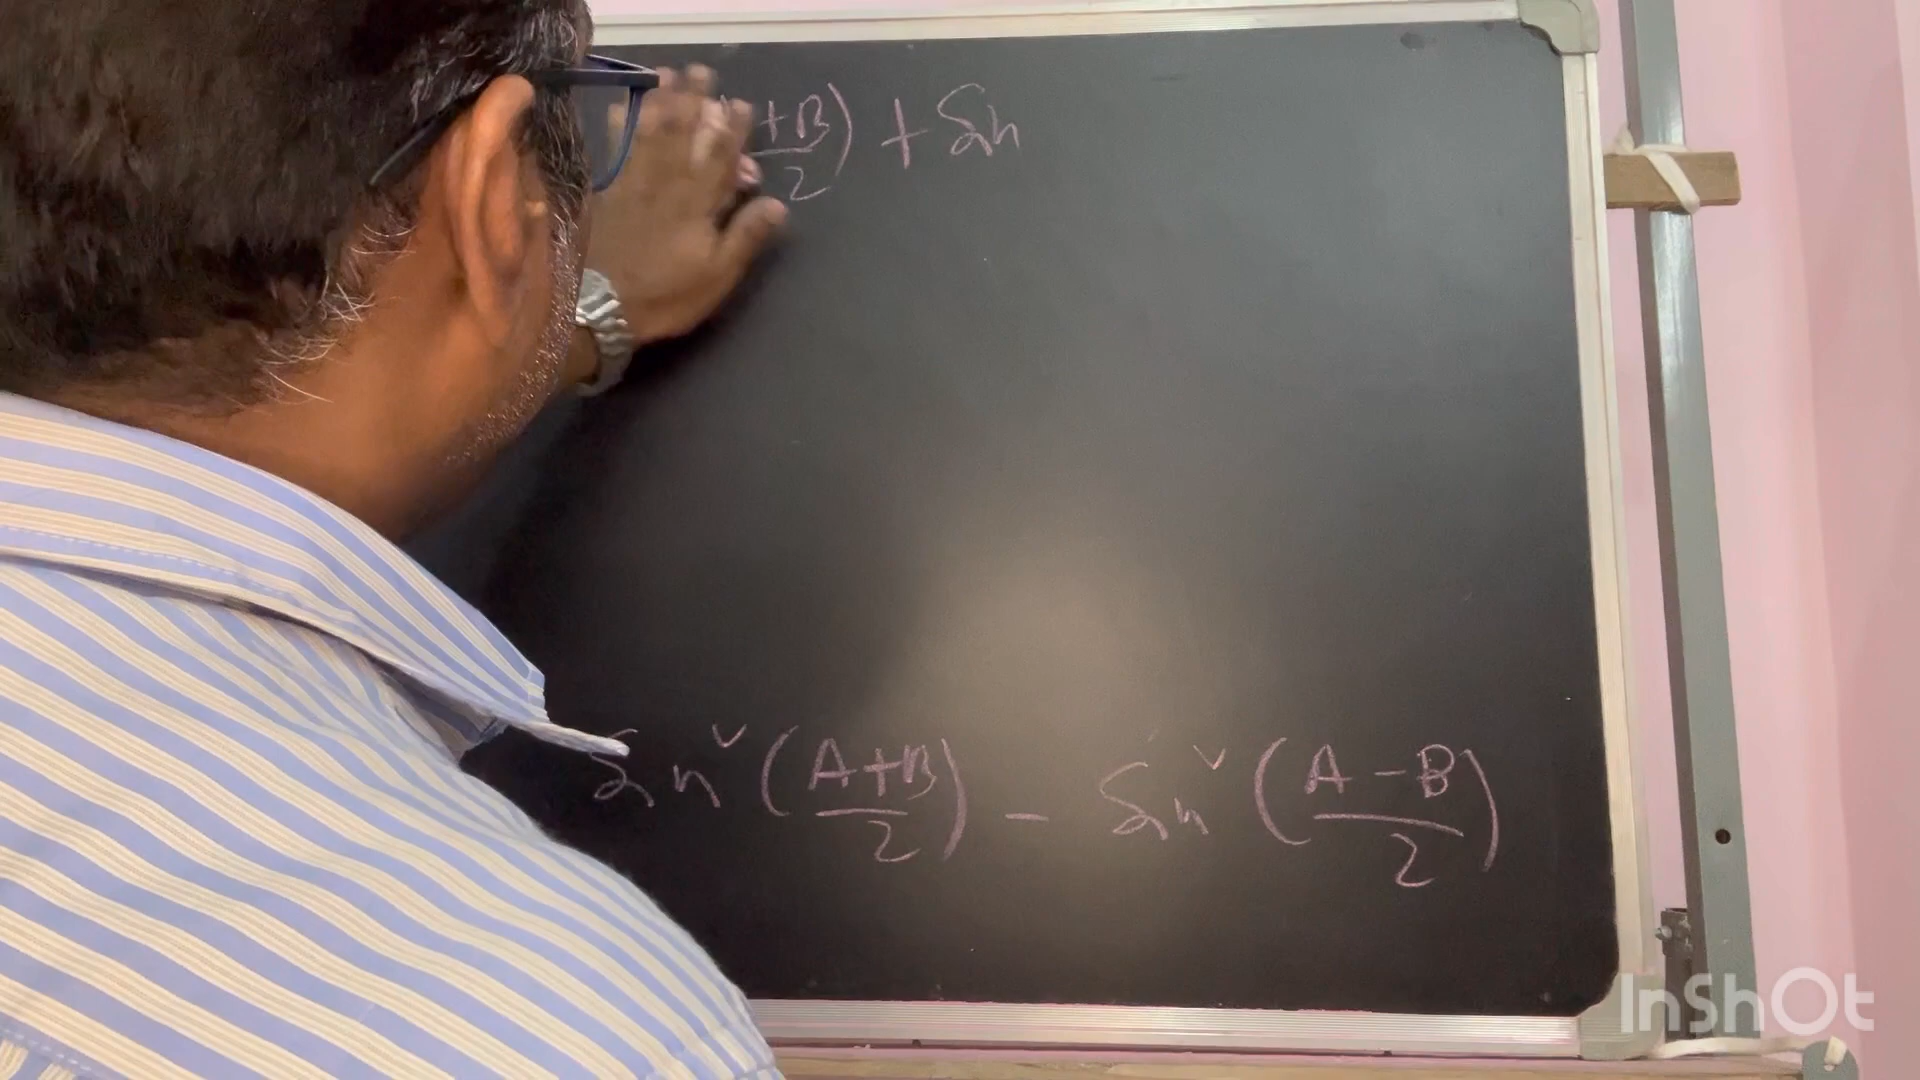 +B/2) + Sin
Sin² (A+B/2) - Sin² (A-B/2)
InShOt